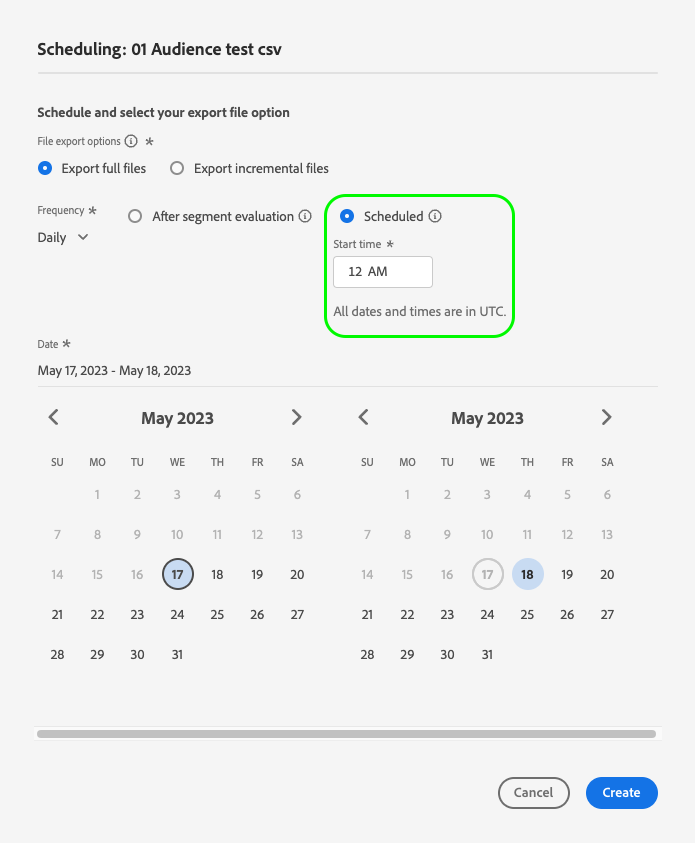 Scheduling: 01 Audience test csv
Schedule and select your export file option
File export options *
Export full files Export incremental files
Frequency * After segment evaluation Scheduled
Daily
Start time *
12 AM
All dates and times are in UTC.
Date *
May 17, 2023 - May 18, 2023
May 2023 May 2023
SU MO TU WE TH FR SA SU MO TU WE TH FR SA
1 2 3 4 5 6 1 2 3 4 5 6
7 8 9 10 11 12 13 7 8 9 10 11 12 13
14 15 16 17 18 19 20 14 15 16 17 18 19 20
21 22 23 24 25 26 27 21 22 23 24 25 26 27
28 29 30 31 28 29 30 31
Cancel Create